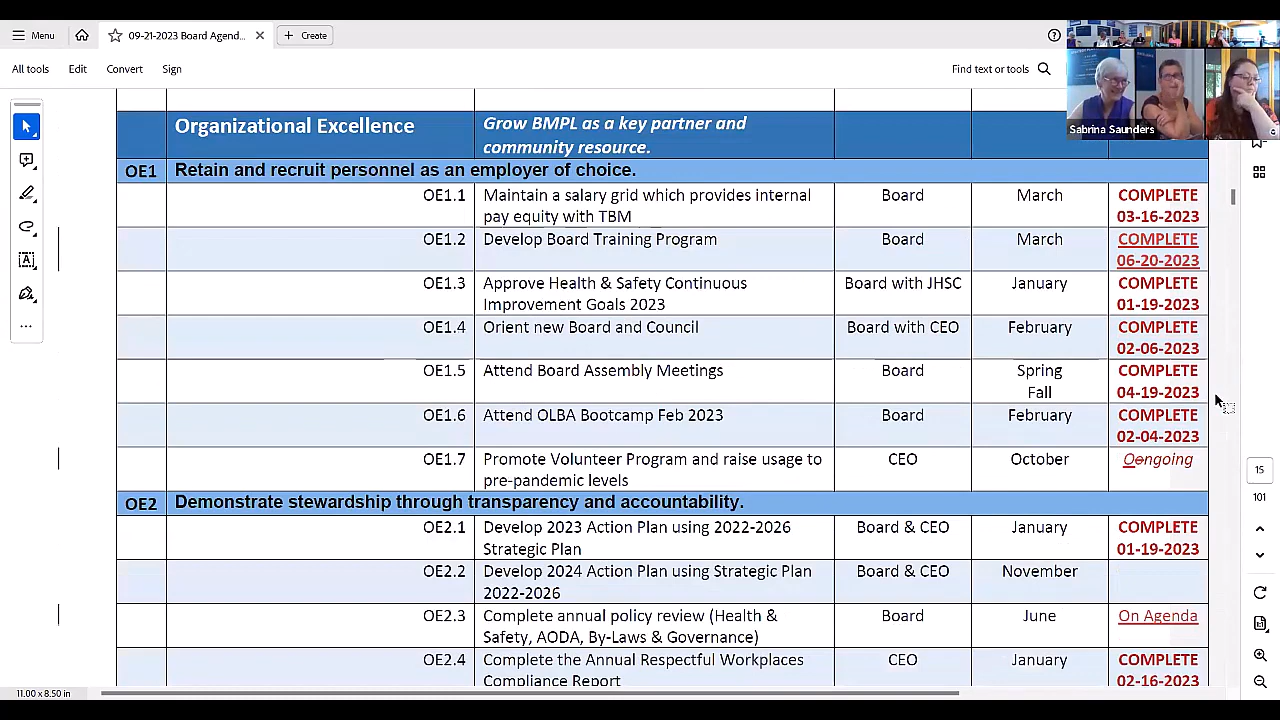 Menu
09-21-2023 Board Agend...
Create
All tools
Edit
Convert
Sign
Find text or tools
Sabrina Saunders
Organizational Excellence
Grow BMPL as a key partner and
community resource.
OE1 Retain and recruit personnel as an employer of choice.
OE1.1 Maintain a salary grid which provides internal Board March COMPLETE
pay equity with TBM 03-16-2023
OE1.2 Develop Board Training Program Board March COMPLETE
06-20-2023
OE1.3 Approve Health & Safety Continuous Board with JHSC January COMPLETE
Improvement Goals 2023 01-19-2023
OE1.4 Orient new Board and Council Board with CEO February COMPLETE
02-06-2023
OE1.5 Attend Board Assembly Meetings Board Spring COMPLETE
Fall 04-19-2023
OE1.6 Attend OLBA Bootcamp Feb 2023 Board February COMPLETE
02-04-2023
OE1.7 Promote Volunteer Program and raise usage to CEO October Oongoing
pre-pandemic levels
OE2 Demonstrate stewardship through transparency and accountability.
OE2.1 Develop 2023 Action Plan using 2022-2026 Board & CEO January COMPLETE
Strategic Plan 01-19-2023
OE2.2 Develop 2024 Action Plan using Strategic Plan Board & CEO November
2022-2026
OE2.3 Complete annual policy review (Health & Board June On Agenda
Safety, AODA, By-Laws & Governance)
OE2.4 Complete the Annual Respectful Workplaces CEO January COMPLETE
Compliance Report 02-16-2023
15
101
11.00 x 8.50 in